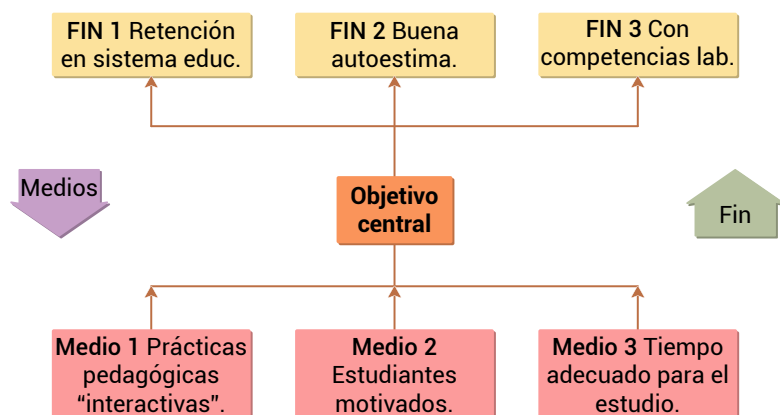 FIN 1 Retención
en sistema educ.
FIN 2 Buena
autoestima.
FIN 3 Con
competencias lab.
Medios
Objetivo
central
Fin
Medio 1 Prácticas
pedagógicas
“interactivas”.
Medio 2
Estudiantes
motivados.
Medio 3 Tiempo
adecuado para el
estudio.